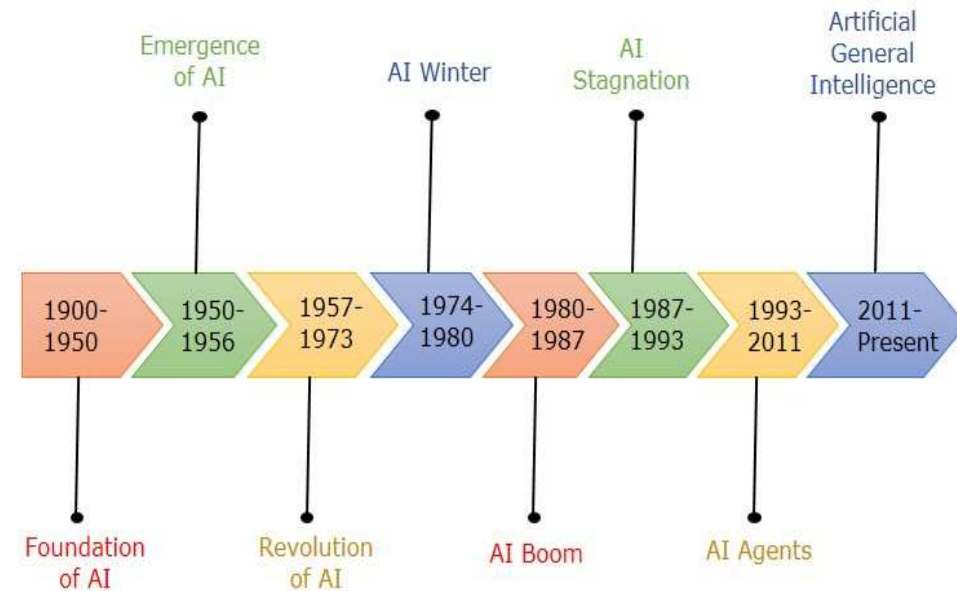 Emergence
of AI
AI Winter
AI
Stagnation
Artificial
General
Intelligence
1900-
1950
1950-
1956
1957-
1973
1974-
1980
1980-
1987
1987-
1993
1993-
2011
2011-
Present
Foundation
of AI
Revolution
of AI
AI Boom
AI Agents